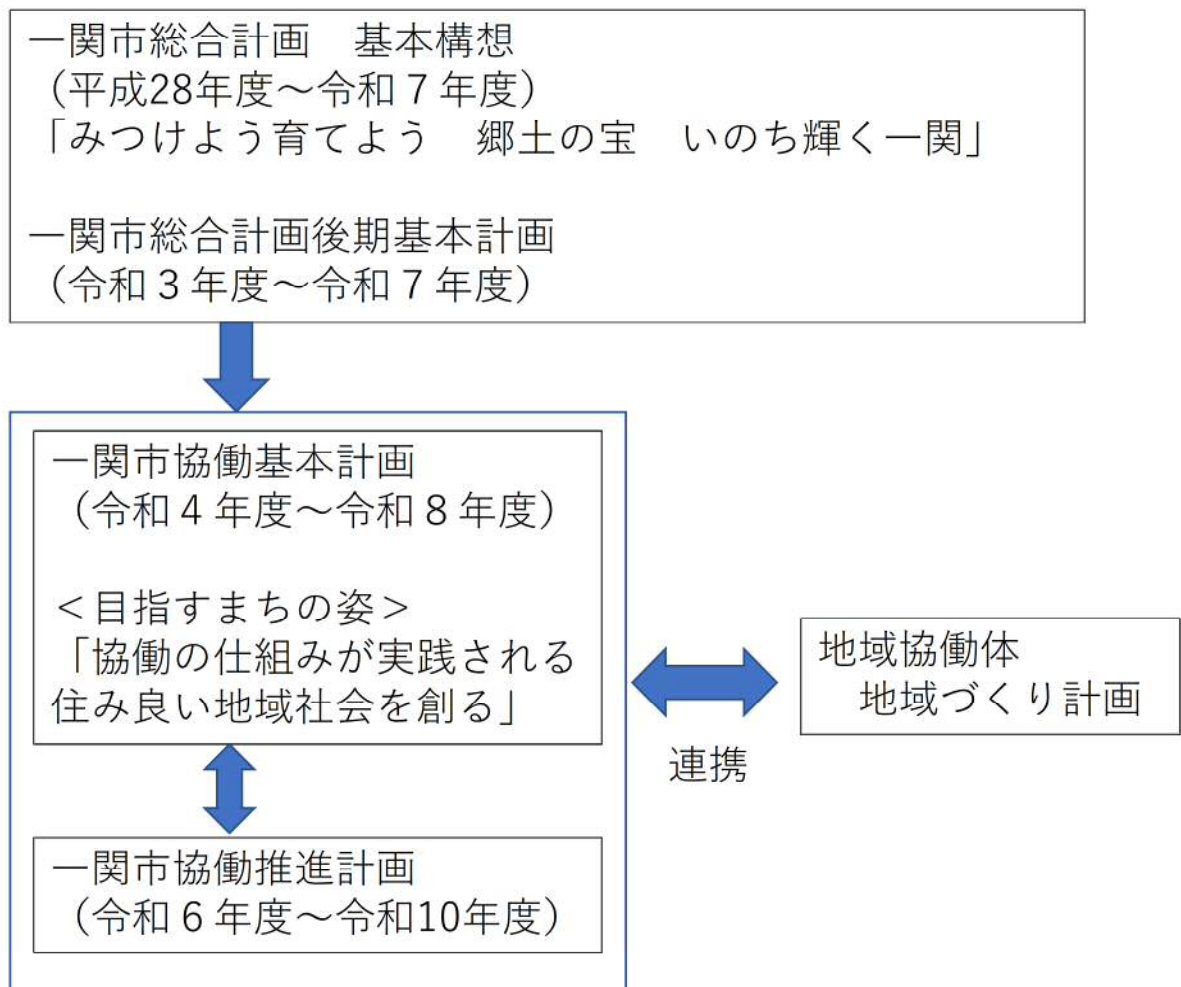 一関市総合計画　基本構想
（平成28年度～令和７年度）
「みつけよう育てよう　郷土の宝　いのち輝く一関」
一関市総合計画後期基本計画
（令和３年度～令和７年度）
一関市協働基本計画
（令和４年度～令和８年度）
＜目指すまちの姿＞
「協働の仕組みが実践される
住み良い地域社会を創る」
地域協働体
　地域づくり計画
連携
一関市協働推進計画
（令和６年度～令和10年度）